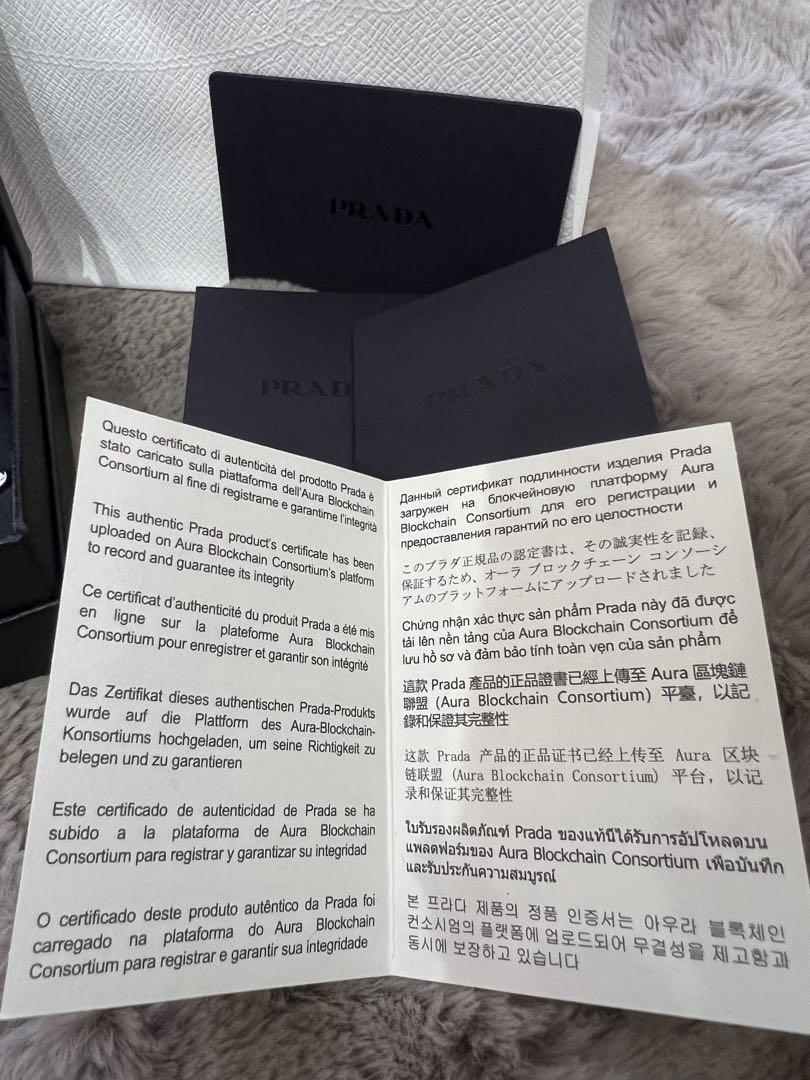 PRADA
PRAD
PRADA
Questo certificato di autenticità del prodotto Prada è
stato caricato sulla piattaforma dell'Aura Blockchain
Consortium al fine di registrarne e garantirne l'integrità
This authentic Prada product's certificate has been
uploaded on Aura Blockchain Consortium's platform
to record and guarantee its integrity
Ce certificat d'authenticité du produit Prada a été mis
en ligne sur la plateforme Aura Blockchain
Consortium pour enregistrer et garantir son intégrité
Das Zertifikat dieses authentischen Prada-Produkts
wurde auf die Plattform des Aura-Blockchain-
Konsortiums hochgeladen, um seine Richtigkeit zu
belegen und zu garantieren
Este certificado de autenticidad de Prada se ha
subido a la plataforma de Aura Blockchain
Consortium para registrar y garantizar su integridad
O certificado deste produto autêntico da Prada foi
carregado na plataforma do Aura Blockchain
Consortium para registrar e garantir sua integridade
Данный сертификат подлинности изделия Prada
загружен на блокчейновую платформу Aura
Blockchain Consortium для его регистрации и
предоставления гарантий по его целостности
このプラダ正規品の認定書は、その誠実性を記録、
保証するため、オーラ ブロックチェーン コンソーシ
アムのプラットフォームにアップロードされました
Chứng nhận xác thực sản phẩm Prada này đã được
tải lên nền tảng của Aura Blockchain Consortium để
lưu hồ sơ và đảm bảo tính toàn vẹn của sản phẩm
這款 Prada 產品的正品證書已經上傳至 Aura 區塊鏈
聯盟 (Aura Blockchain Consortium) 平臺，以記
錄和保證其完整性
这款 Prada 产品的正品证书已经上传至 Aura 区块
链联盟 (Aura Blockchain Consortium) 平台，以记
录和保证其完整性
ใบรับรองผลิตภัณฑ์ Prada ของแท้นี้ได้รับการอัปโหลดบน
แพลตฟอร์มของ Aura Blockchain Consortium เพื่อบันทึก
และรับประกันความสมบูรณ์
본 프라다 제품의 정품 인증서는 아우라 블록체인
컨소시엄의 플랫폼에 업로드되어 무결성을 제고함과
동시에 보장하고 있습니다